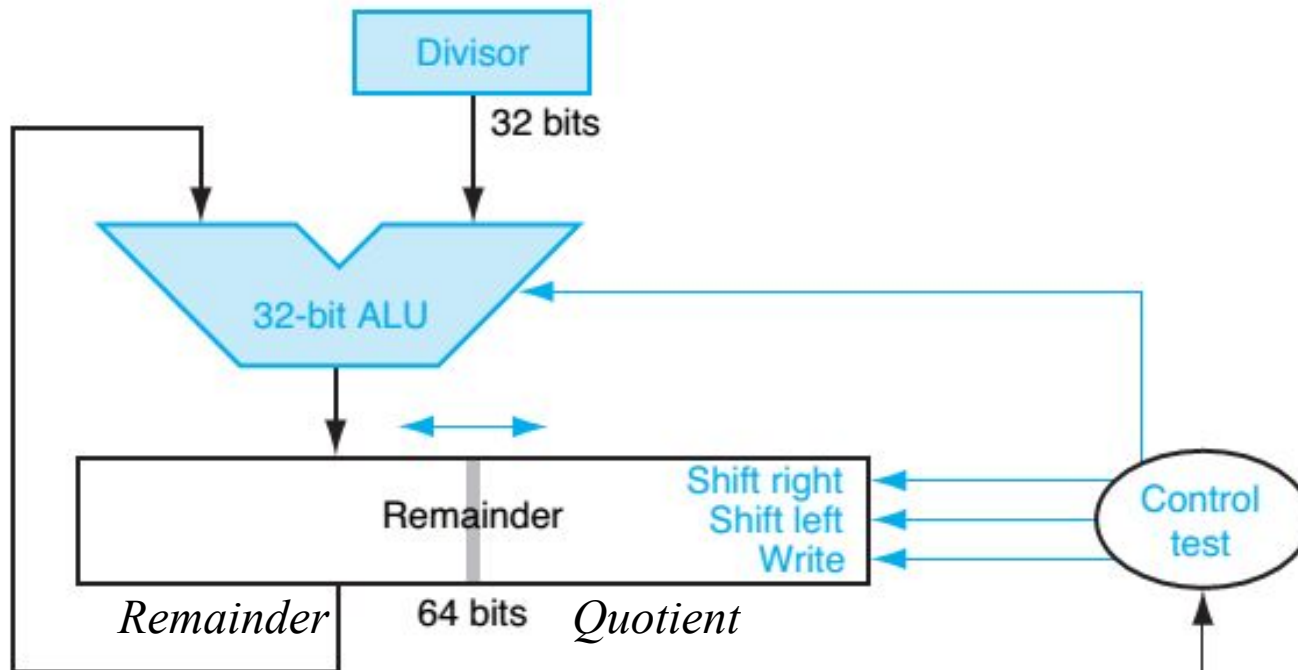 Divisor
32 bits
32-bit ALU
Remainder
Shift right
Shift left
Write
Control
test
Remainder
64 bits
Quotient